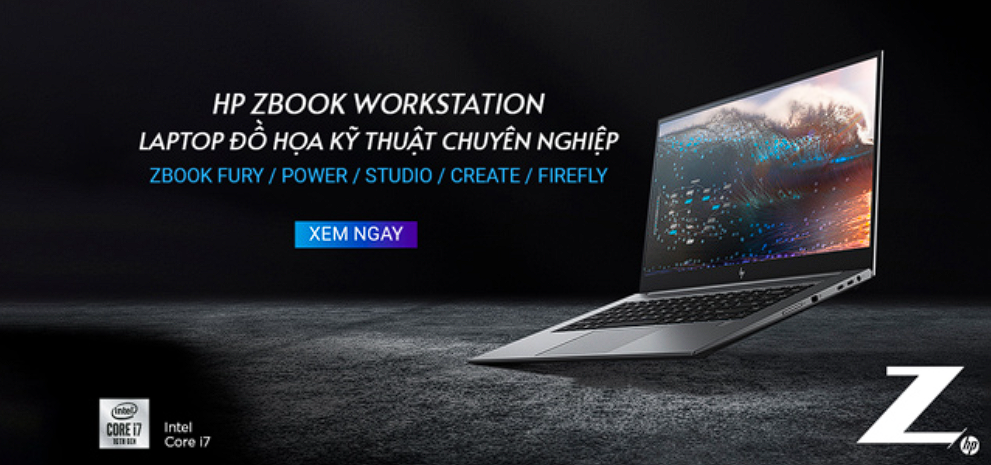 HP ZBOOK WORKSTATION
LAPTOP ĐỒ HỌA KỸ THUẬT CHUYÊN NGHIỆP
ZBOOK FURY / POWER / STUDIO / CREATE / FIREFLY
XEM NGAY
intel
CORE i7
10TH GEN
Intel
Core i7
Z
hp